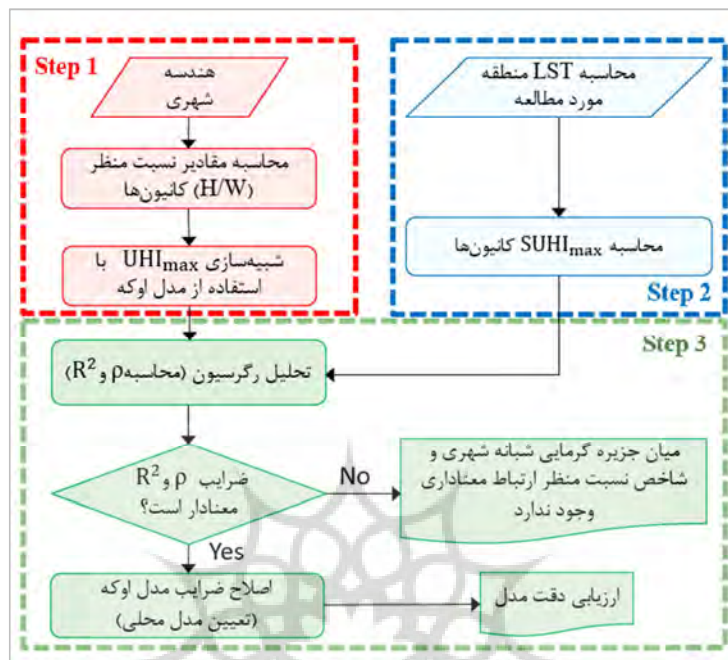 Step 1
هندسه
شهری
محاسبه مقادیر نسبت منظر
(H/W) کانیون‌ها
شبیه‌سازی UHImax با
استفاده از مدل اوکه
محاسبه LST منطقه
مورد مطالعه
محاسبه SUHImax کانیون‌ها
Step 2
Step 3
تحلیل رگرسیون (محاسبه ρ و R²)
ضرایب ρ و R²
معنادار است؟
No
میان جزیره گرمایی شبانه شهری و
شاخص نسبت منظر ارتباط معناداری
وجود ندارد
Yes
اصلاح ضرایب مدل اوکه
(تعیین مدل محلی)
ارزیابی دقت مدل